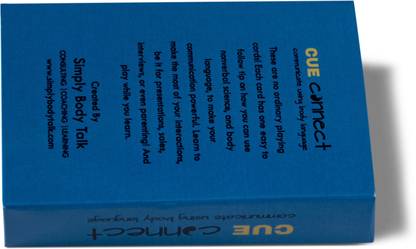 CUE connect
communicate using body language
These are no ordinary playing
cards! Each card has one easy to
follow tip on how you can use
nonverbal science, and body
language, to make your
communication powerful. Learn to
make the most of your interactions,
be it for presentations, sales,
interviews, or even parenting! And
play while you learn.
Created By
Simply Body Talk
CONSULTING | COACHING | LEARNING
www.simplybodytalk.com
CUE connect
communicate using body language